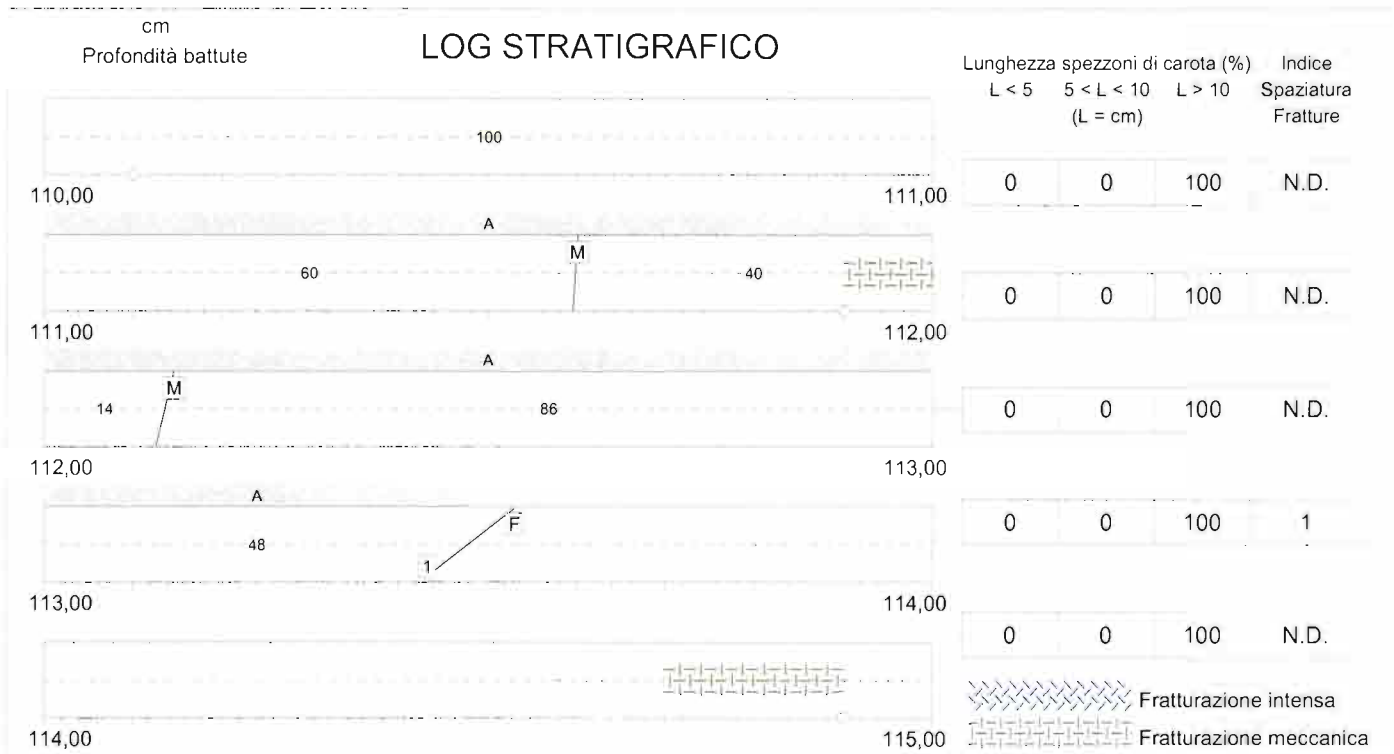 cm
Profondità battute
LOG STRATIGRAFICO
Lunghezza spezzoni di carota (%) Indice
L < 5 5 < L < 10 L > 10 Spaziatura
(L = cm) Fratture
100
110,00 111,00
0 0 100 N.D.
A
M
60 40
111,00 112,00
0 0 100 N.D.
A
M
14 86
112,00 113,00
0 0 100 N.D.
A
F
48
1
113,00 114,00
0 0 100 1
0 0 100 N.D.
114,00 115,00
Fratturazione intensa
Fratturazione meccanica